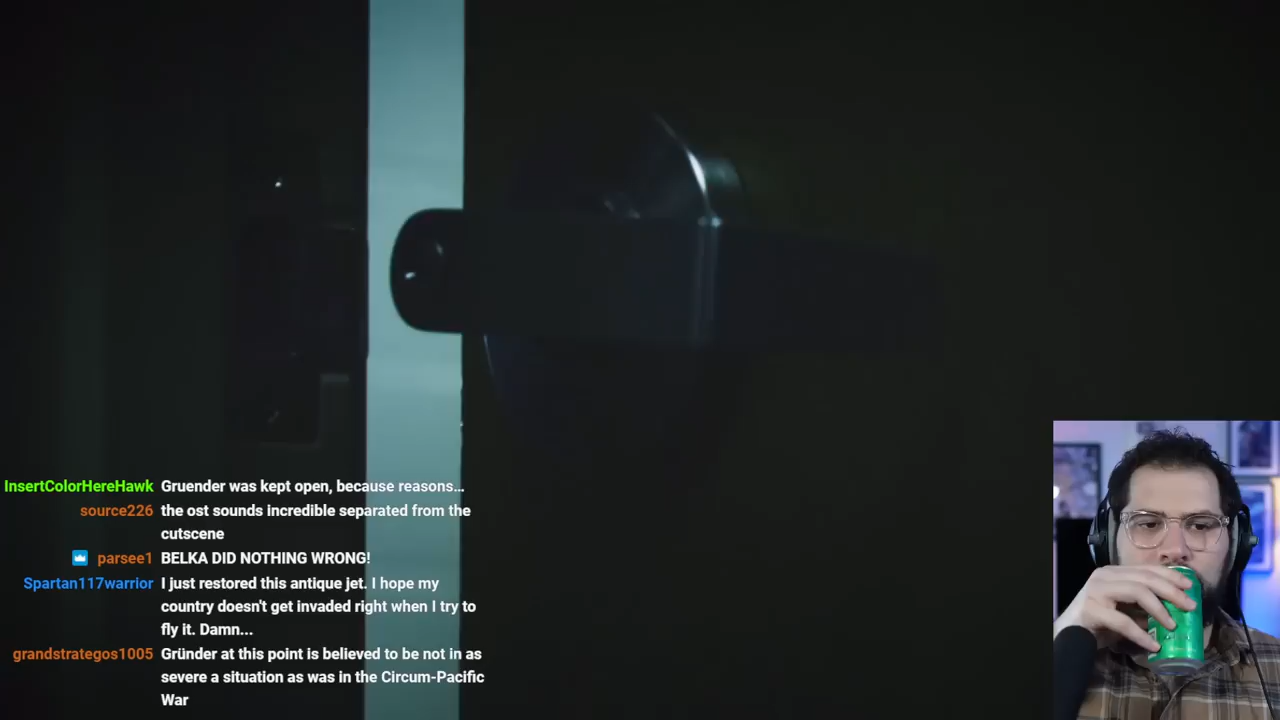 InsertColorHereHawk Gruender was kept open, because reasons...
source226 the ost sounds incredible separated from the
cutscene
parsee1 BELKA DID NOTHING WRONG!
Spartan117warrior I just restored this antique jet. I hope my
country doesn't get invaded right when I try to
fly it. Damn...
grandstrategos1005 Gründer at this point is believed to be not in as
severe a situation as was in the Circum-Pacific
War